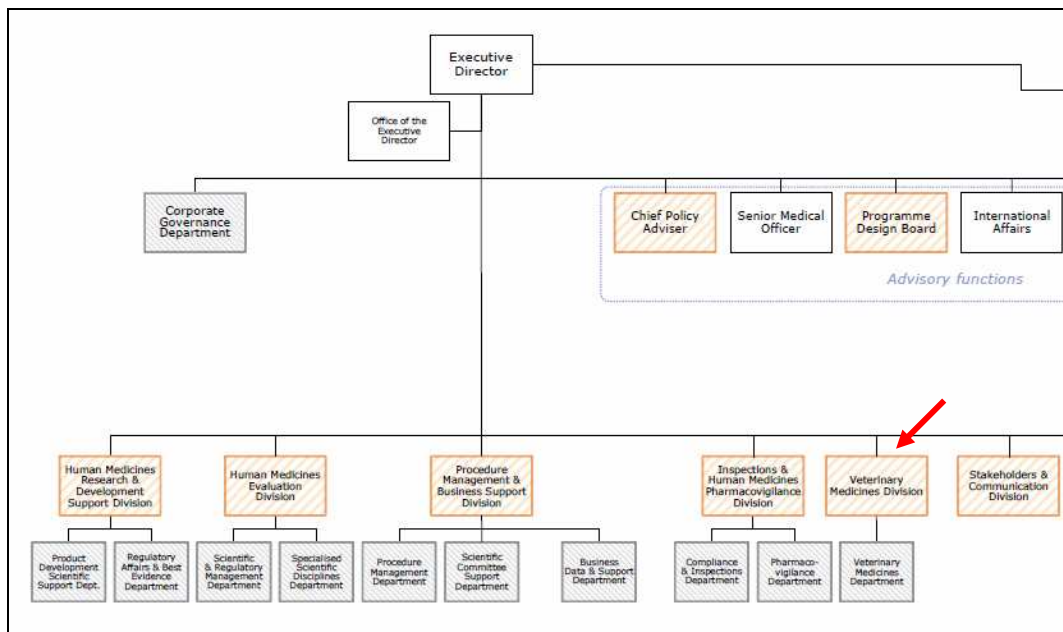 Executive
Director
Office of the
Executive
Director
Corporate
Governance
Department
Chief Policy
Adviser
Senior Medical
Officer
Programme
Design Board
International
Affairs
Advisory functions
Human Medicines
Research &
Development
Support Division
Human Medicines
Evaluation
Division
Procedure
Management &
Business Support
Division
Inspections &
Human Medicines
Pharmacovigilance
Division
Veterinary
Medicines Division
Stakeholders &
Communication
Division
Product
Development
Scientific
Support Dept.
Regulatory
Affairs & Best
Evidence
Department
Scientific
& Regulatory
Management
Department
Specialised
Scientific
Disciplines
Department
Procedure
Management
Department
Scientific
Committee
Support
Department
Business
Data & Support
Department
Compliance
& Inspections
Department
Pharmaco-
vigilance
Department
Veterinary
Medicines
Department